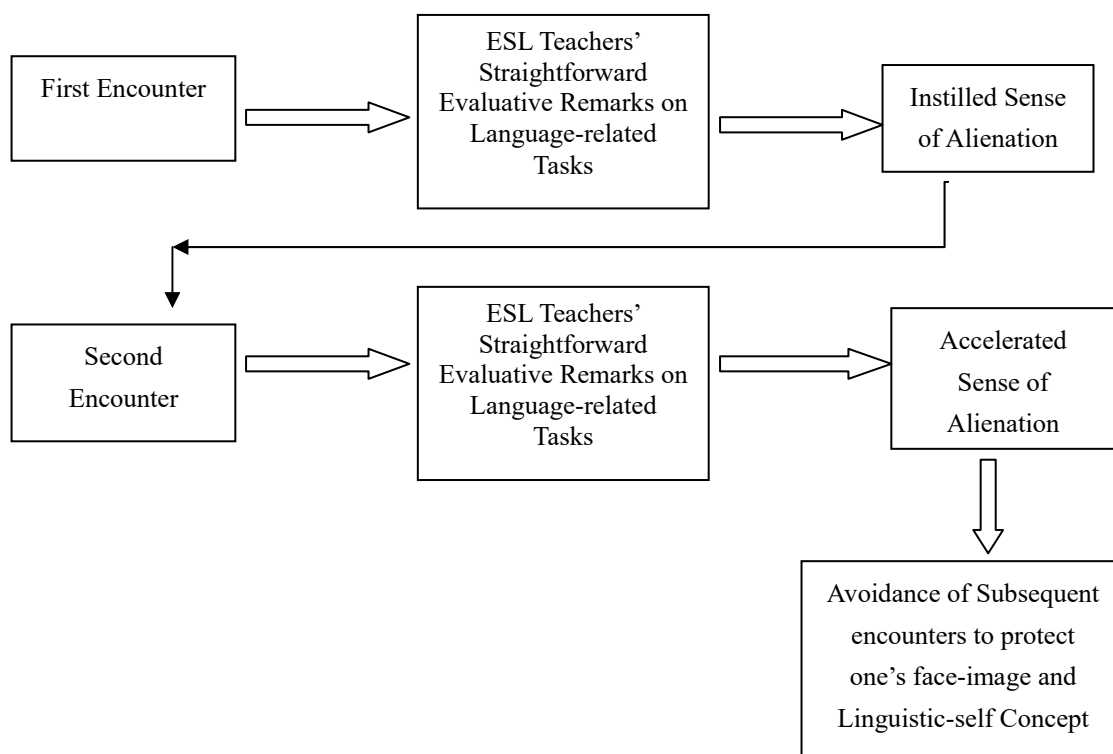 First Encounter
ESL Teachers’
Straightforward
Evaluative Remarks on
Language-related
Tasks
Instilled Sense
of Alienation
Second
Encounter
ESL Teachers’
Straightforward
Evaluative Remarks on
Language-related
Tasks
Accelerated
Sense of
Alienation
Avoidance of Subsequent
encounters to protect
one’s face-image and
Linguistic-self Concept